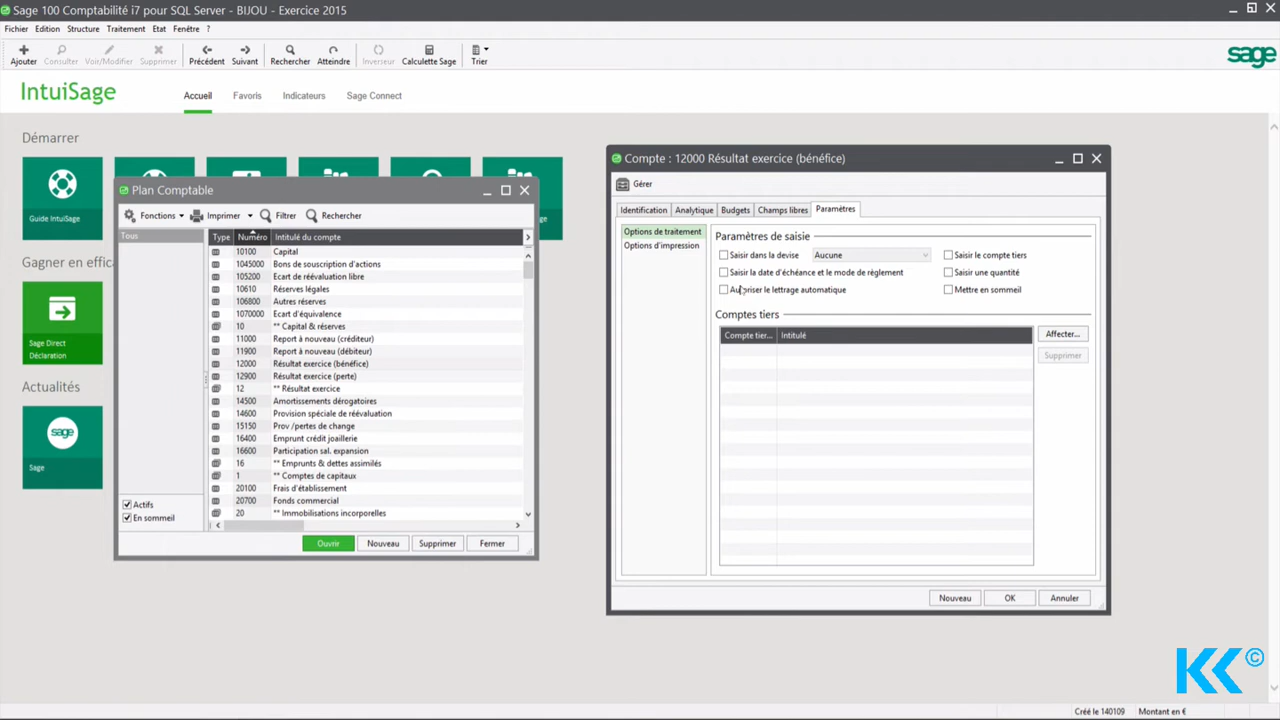 Sage 100 Comptabilité i7 pour SQL Server - BIJOU - Exercice 2015
Fichier Edition Structure Traitement Etat Fenêtre ?
Ajouter Consulter Voir/Modifier Supprimer Précédent Suivant Rechercher Atteindre Inverseur Calculette Sage Trier
sage
IntuiSage
Accueil Favoris Indicateurs Sage Connect
Démarrer
Guide IntuiSage
Gagner en effica
Sage Direct
Déclaration
Actualités
sage
Sage
Plan Comptable
Fonctions Imprimer Filtrer Rechercher
Tous
Type Numéro Intitulé du compte
10100 Capital
1045000 Bons de souscription d'actions
105200 Ecart de réévaluation libre
10610 Réserves légales
106800 Autres réserves
1070000 Ecart d'équivalence
10 ** Capital & réserves
11000 Report à nouveau (créditeur)
11900 Report à nouveau (débiteur)
12000 Résultat exercice (bénéfice)
12900 Résultat exercice (perte)
12 ** Résultat exercice
14500 Amortissements dérogatoires
14600 Provision spéciale de réévaluation
15150 Prov /pertes de change
16400 Emprunt crédit joaillerie
16600 Participation sal. expansion
16 ** Emprunts & dettes assimilés
1 ** Comptes de capitaux
20100 Frais d'établissement
20700 Fonds commercial
20 ** Immobilisations incorporelles
Actifs
En sommeil
Ouvrir Nouveau Supprimer Fermer
Compte : 12000 Résultat exercice (bénéfice)
Gérer
Identification Analytique Budgets Champs libres Paramètres
Options de traitement
Options d'impression
Paramètres de saisie
Saisir dans la devise Aucune Saisir le compte tiers
Saisir la date d'échéance et le mode de règlement Saisir une quantité
Autoriser le lettrage automatique Mettre en sommeil
Comptes tiers
Compte tier... Intitulé
Affecter...
Supprimer
Nouveau OK Annuler
KK©
Créé le 140109 Montant en €